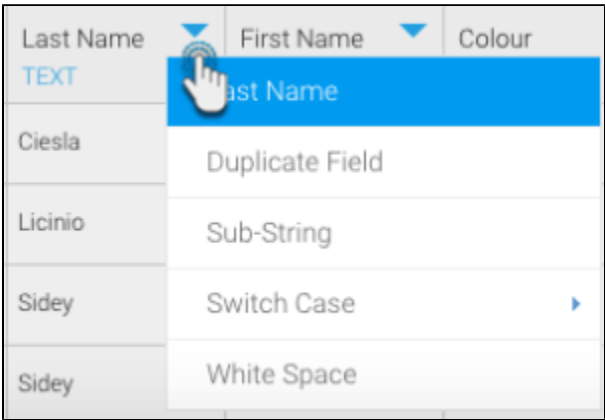 Last Name First Name Colour
TEXT
ast Name
Ciesla
Duplicate Field
Licinio
Sub-String
Sidey
Switch Case
Sidey
White Space